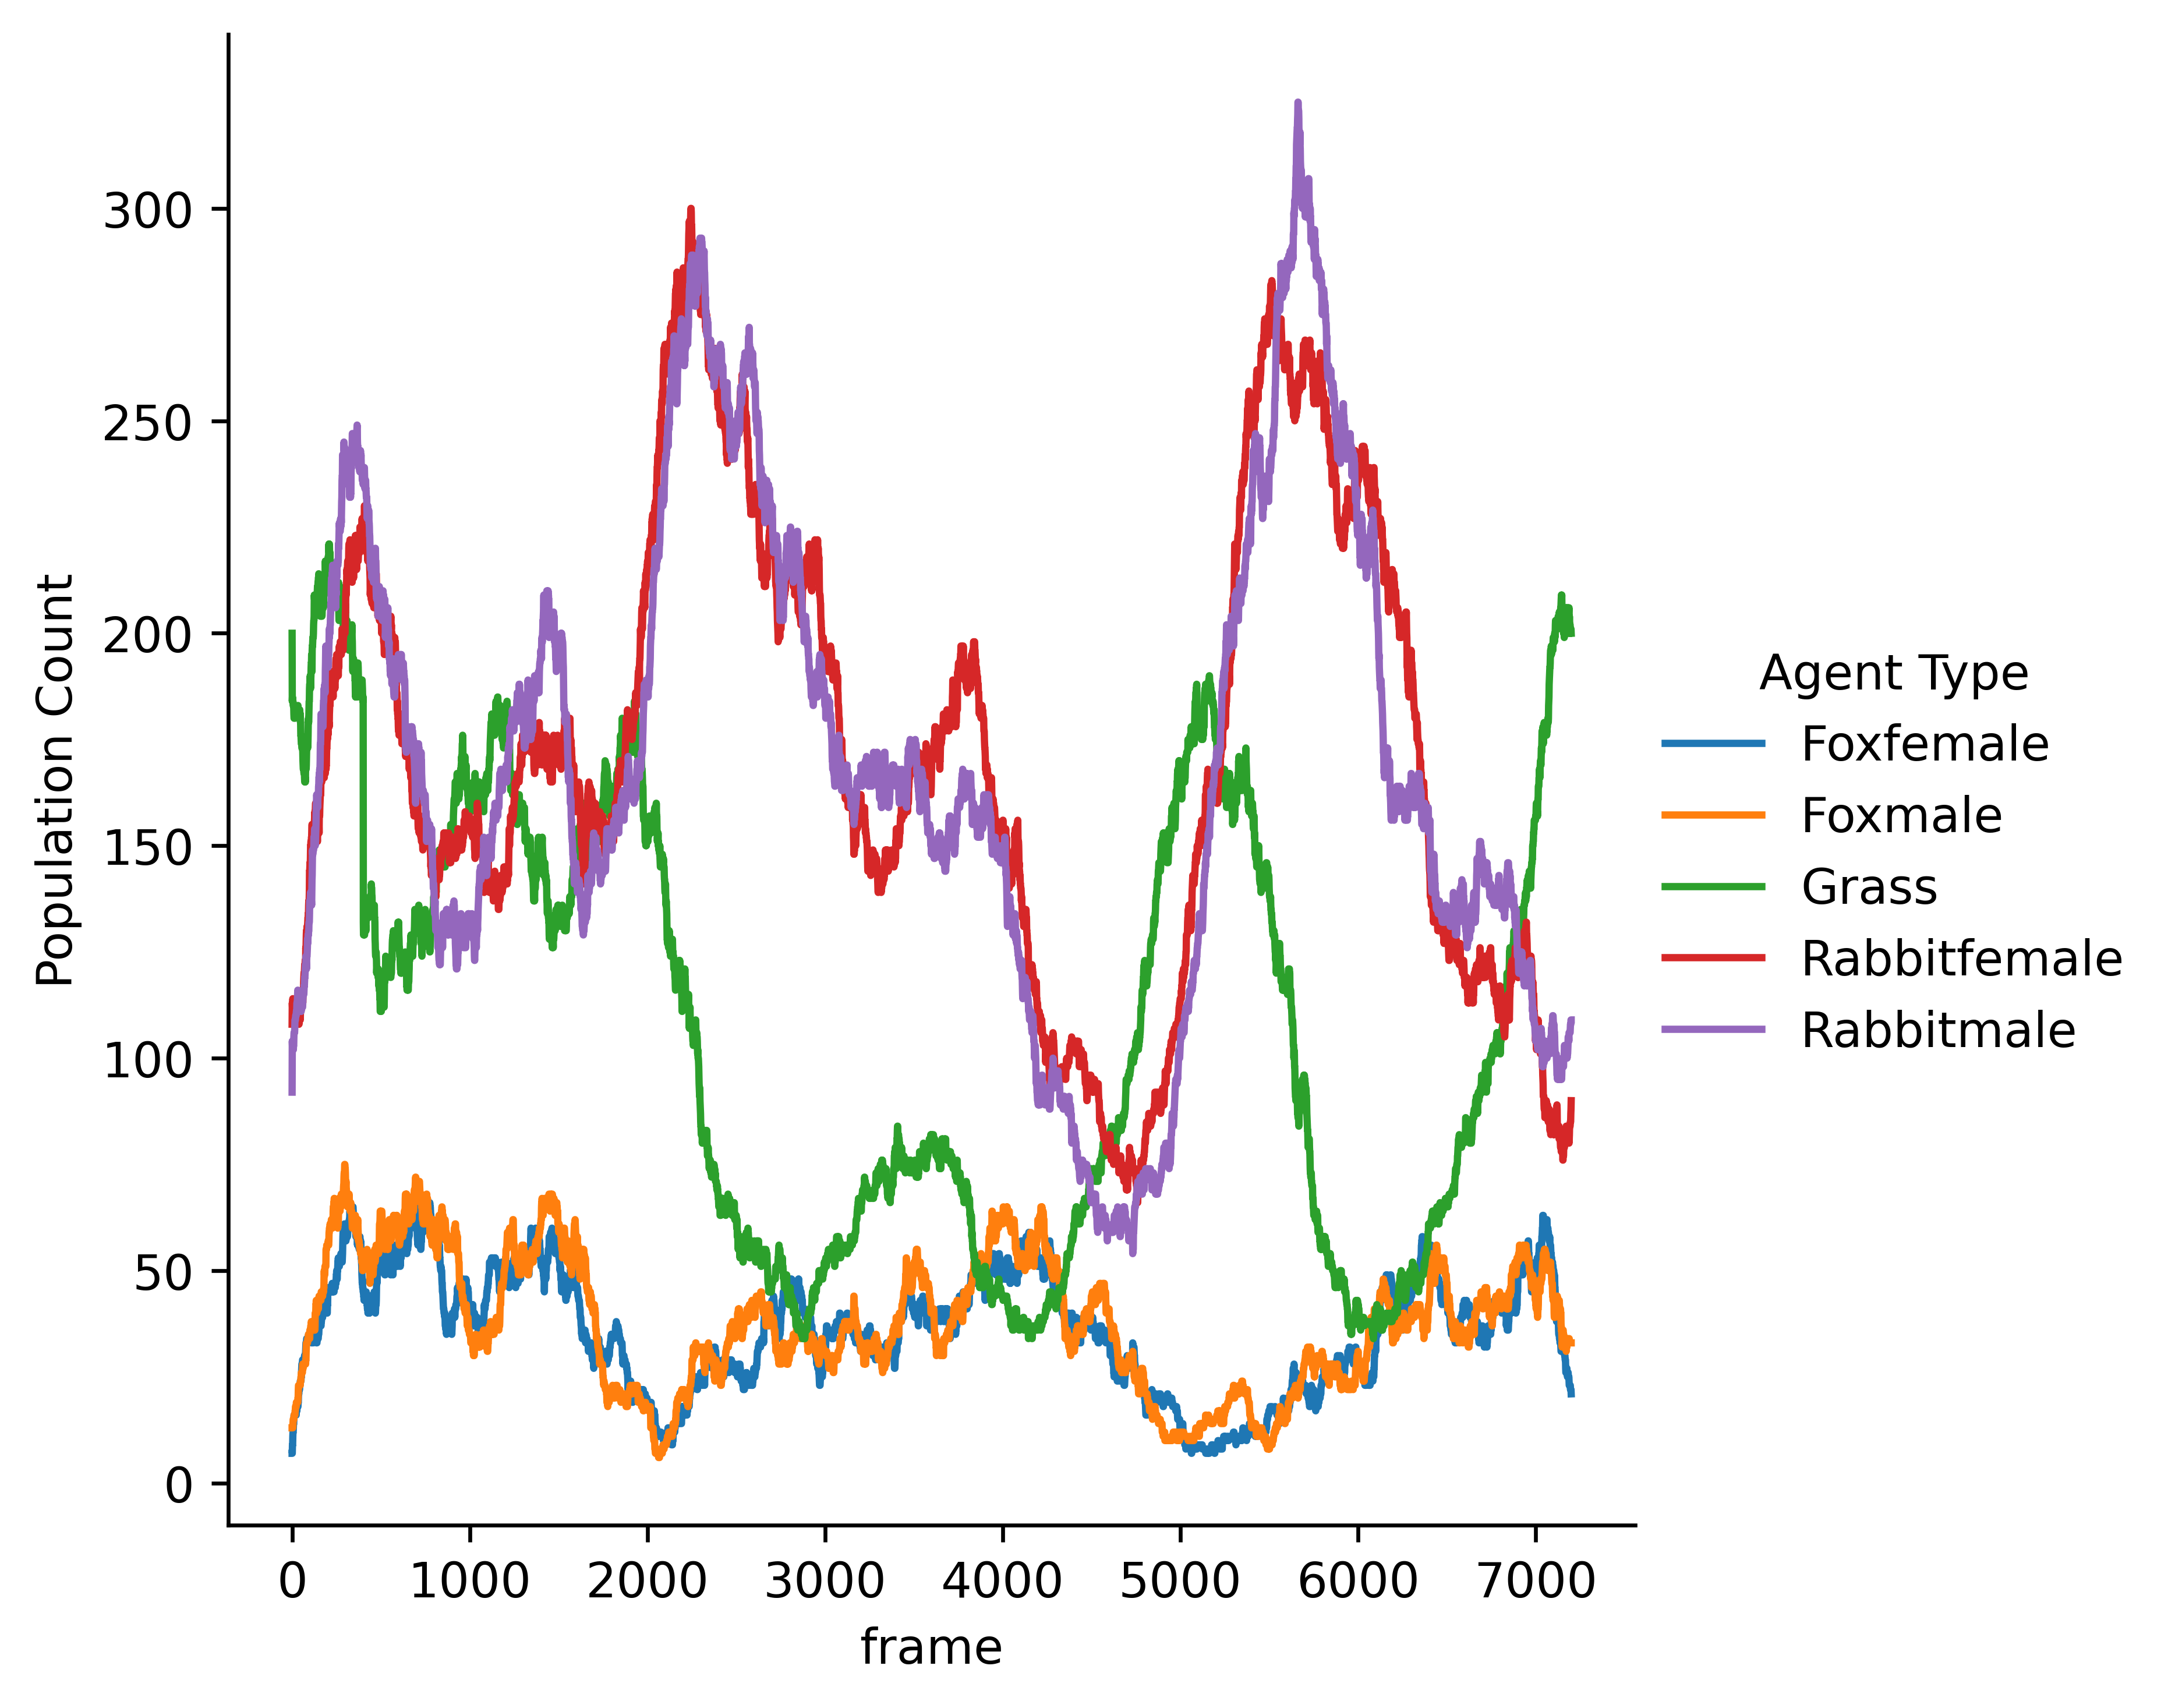 300
250
200
150
100
50
0
Population Count
0 1000 2000 3000 4000 5000 6000 7000
frame
Agent Type
Foxfemale
Foxmale
Grass
Rabbitfemale
Rabbitmale